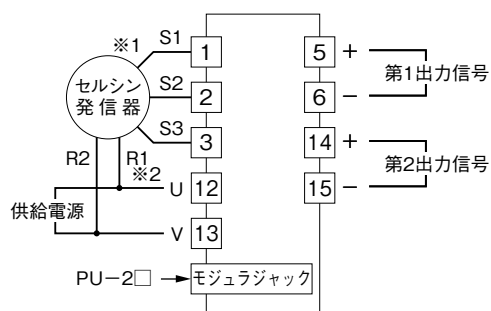 ※1
S1
1
セルシン
発信器
S2
2
S3
3
R2
R1
※2
U
12
供給電源
V
13
PU－2□
モジュラジャック
5
＋
第1出力信号
6
－
14
＋
第2出力信号
15
－